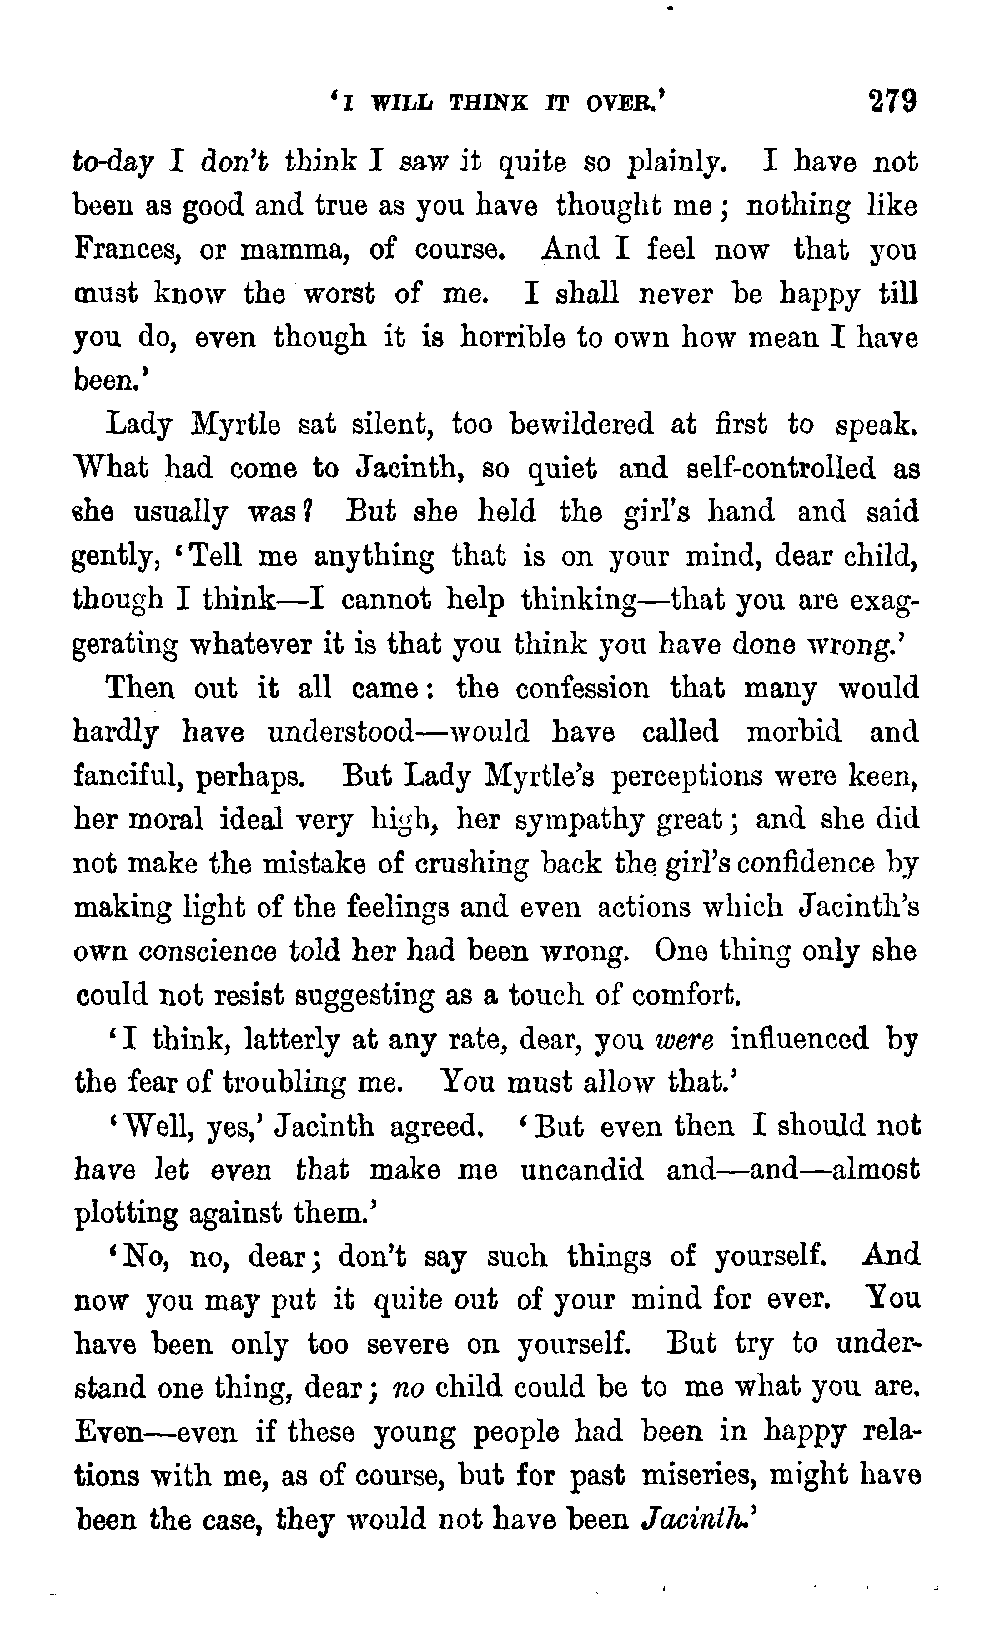 ‘I WILL THINK IT OVER.’ 279
to-day I don’t think I saw it quite so plainly. I have not
been as good and true as you have thought me; nothing like
Frances, or mamma, of course. And I feel now that you
must know the worst of me. I shall never be happy till
you do, even though it is horrible to own how mean I have
been.’
Lady Myrtle sat silent, too bewildered at first to speak.
What had come to Jacinth, so quiet and self-controlled as
she usually was? But she held the girl’s hand and said
gently, ‘Tell me anything that is on your mind, dear child,
though I think—I cannot help thinking—that you are exag-
gerating whatever it is that you think you have done wrong.’
Then out it all came: the confession that many would
hardly have understood—would have called morbid and
fanciful, perhaps. But Lady Myrtle’s perceptions were keen,
her moral ideal very high, her sympathy great; and she did
not make the mistake of crushing back the girl’s confidence by
making light of the feelings and even actions which Jacinth’s
own conscience told her had been wrong. One thing only she
could not resist suggesting as a touch of comfort.
‘I think, latterly at any rate, dear, you were influenced by
the fear of troubling me. You must allow that.’
‘Well, yes,’ Jacinth agreed. ‘But even then I should not
have let even that make me uncandid and—and—almost
plotting against them.’
‘No, no, dear; don’t say such things of yourself. And
now you may put it quite out of your mind for ever. You
have been only too severe on yourself. But try to under-
stand one thing, dear; no child could be to me what you are.
Even—even if these young people had been in happy rela-
tions with me, as of course, but for past miseries, might have
been the case, they would not have been Jacinth.’